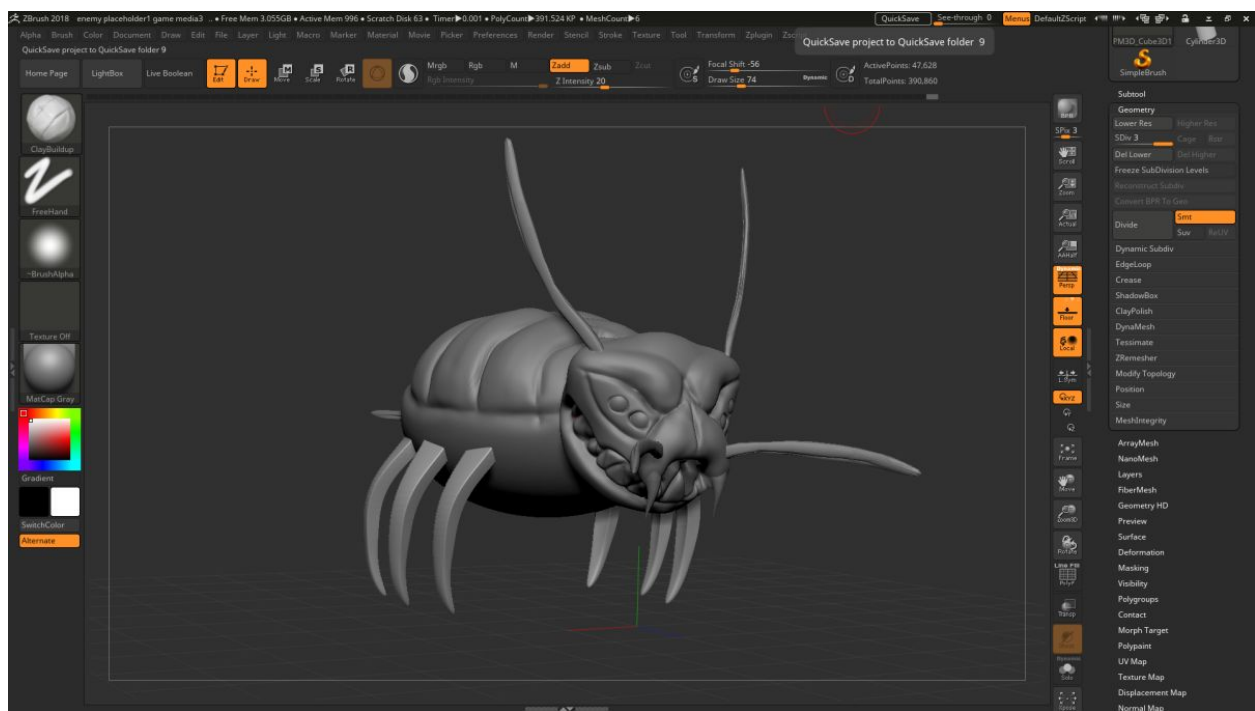 ZBrush 2018 enemy placeholder1 game media3 .. • Free Mem 3.055GB • Active Mem 996 • Scratch Disk 63 • Timer▶0.001 • PolyCount▶391.524 KP • MeshCount▶6 QuickSave See-through 0 Menus DefaultZScript
Alpha Brush Color Document Draw Edit File Layer Light Macro Marker Material Movie Picker Preferences Render Stencil Stroke Texture Tool Transform Zplugin
QuickSave project to QuickSave folder 9
QuickSave project to QuickSave folder 9
PM3D_Cube3D1 Cylinder3D
SimpleBrush
Home Page LightBox Live Boolean Edit Draw Move Scale Rotate
Mrgb Rgb M
Rgb Intensity
Zadd Zsub Zcut
Z Intensity 20
Focal Shift -56
Draw Size 74 Dynamic
ActivePoints: 47,628
TotalPoints: 390,860
ClayBuildup
FreeHand
~BrushAlpha
Texture Off
MatCap Gray
Gradient
SwitchColor
Alternate
BPR
SPix 3
Scroll
Zoom
Actual
AAHalf
Dynamic
Persp
Floor
Local
L.Sym
Frame
Move
Zoom3D
Rotate
Line Fill
PolyF
Transp
Dynamic
Solo
Subtool
Geometry
Lower Res Higher Res
SDiv 3 Cage Rstr
Del Lower Del Higher
Freeze SubDivision Levels
Reconstruct Subdiv
Convert BPR To Geo
Divide Smt
Suv ReUV
Dynamic Subdiv
EdgeLoop
Crease
ShadowBox
ClayPolish
DynaMesh
Tessimate
ZRemesher
Modify Topology
Position
Size
MeshIntegrity
ArrayMesh
NanoMesh
Layers
FiberMesh
Geometry HD
Preview
Surface
Deformation
Masking
Visibility
Polygroups
Contact
Morph Target
Polypaint
UV Map
Texture Map
Displacement Map
Normal Map